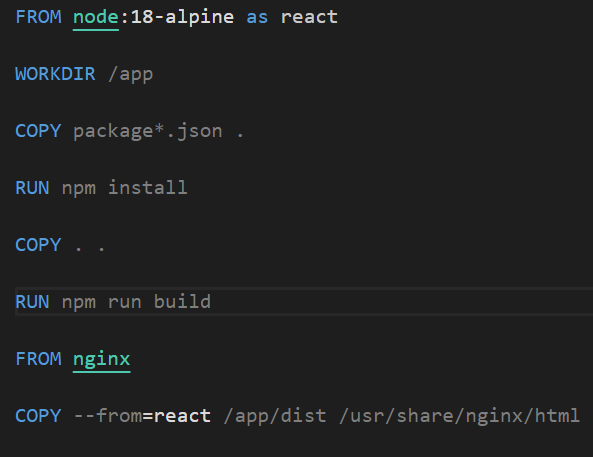 FROM node:18-alpine as react
WORKDIR /app
COPY package*.json .
RUN npm install
COPY . .
RUN npm run build
FROM nginx
COPY --from=react /app/dist /usr/share/nginx/html